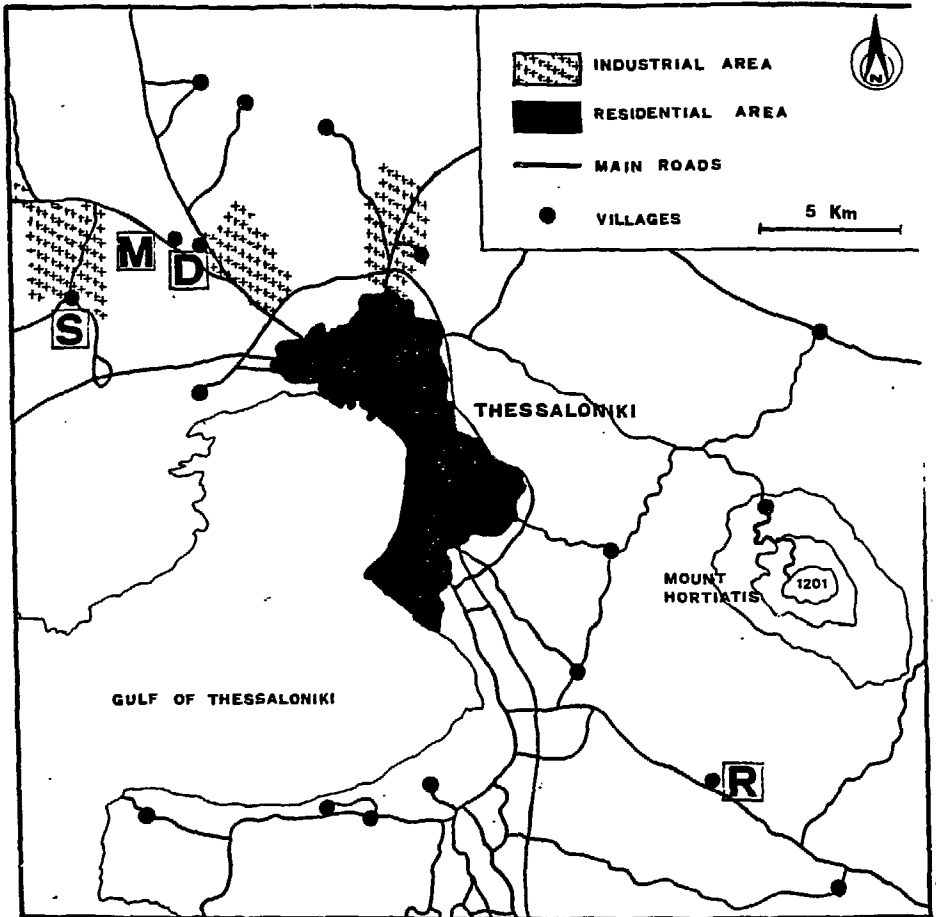 N
INDUSTRIAL AREA
RESIDENTIAL AREA
MAIN ROADS
VILLAGES
5 Km
M
D
S
THESSALONIKI
MOUNT
HORTIATIS
1201
GULF OF THESSALONIKI
R